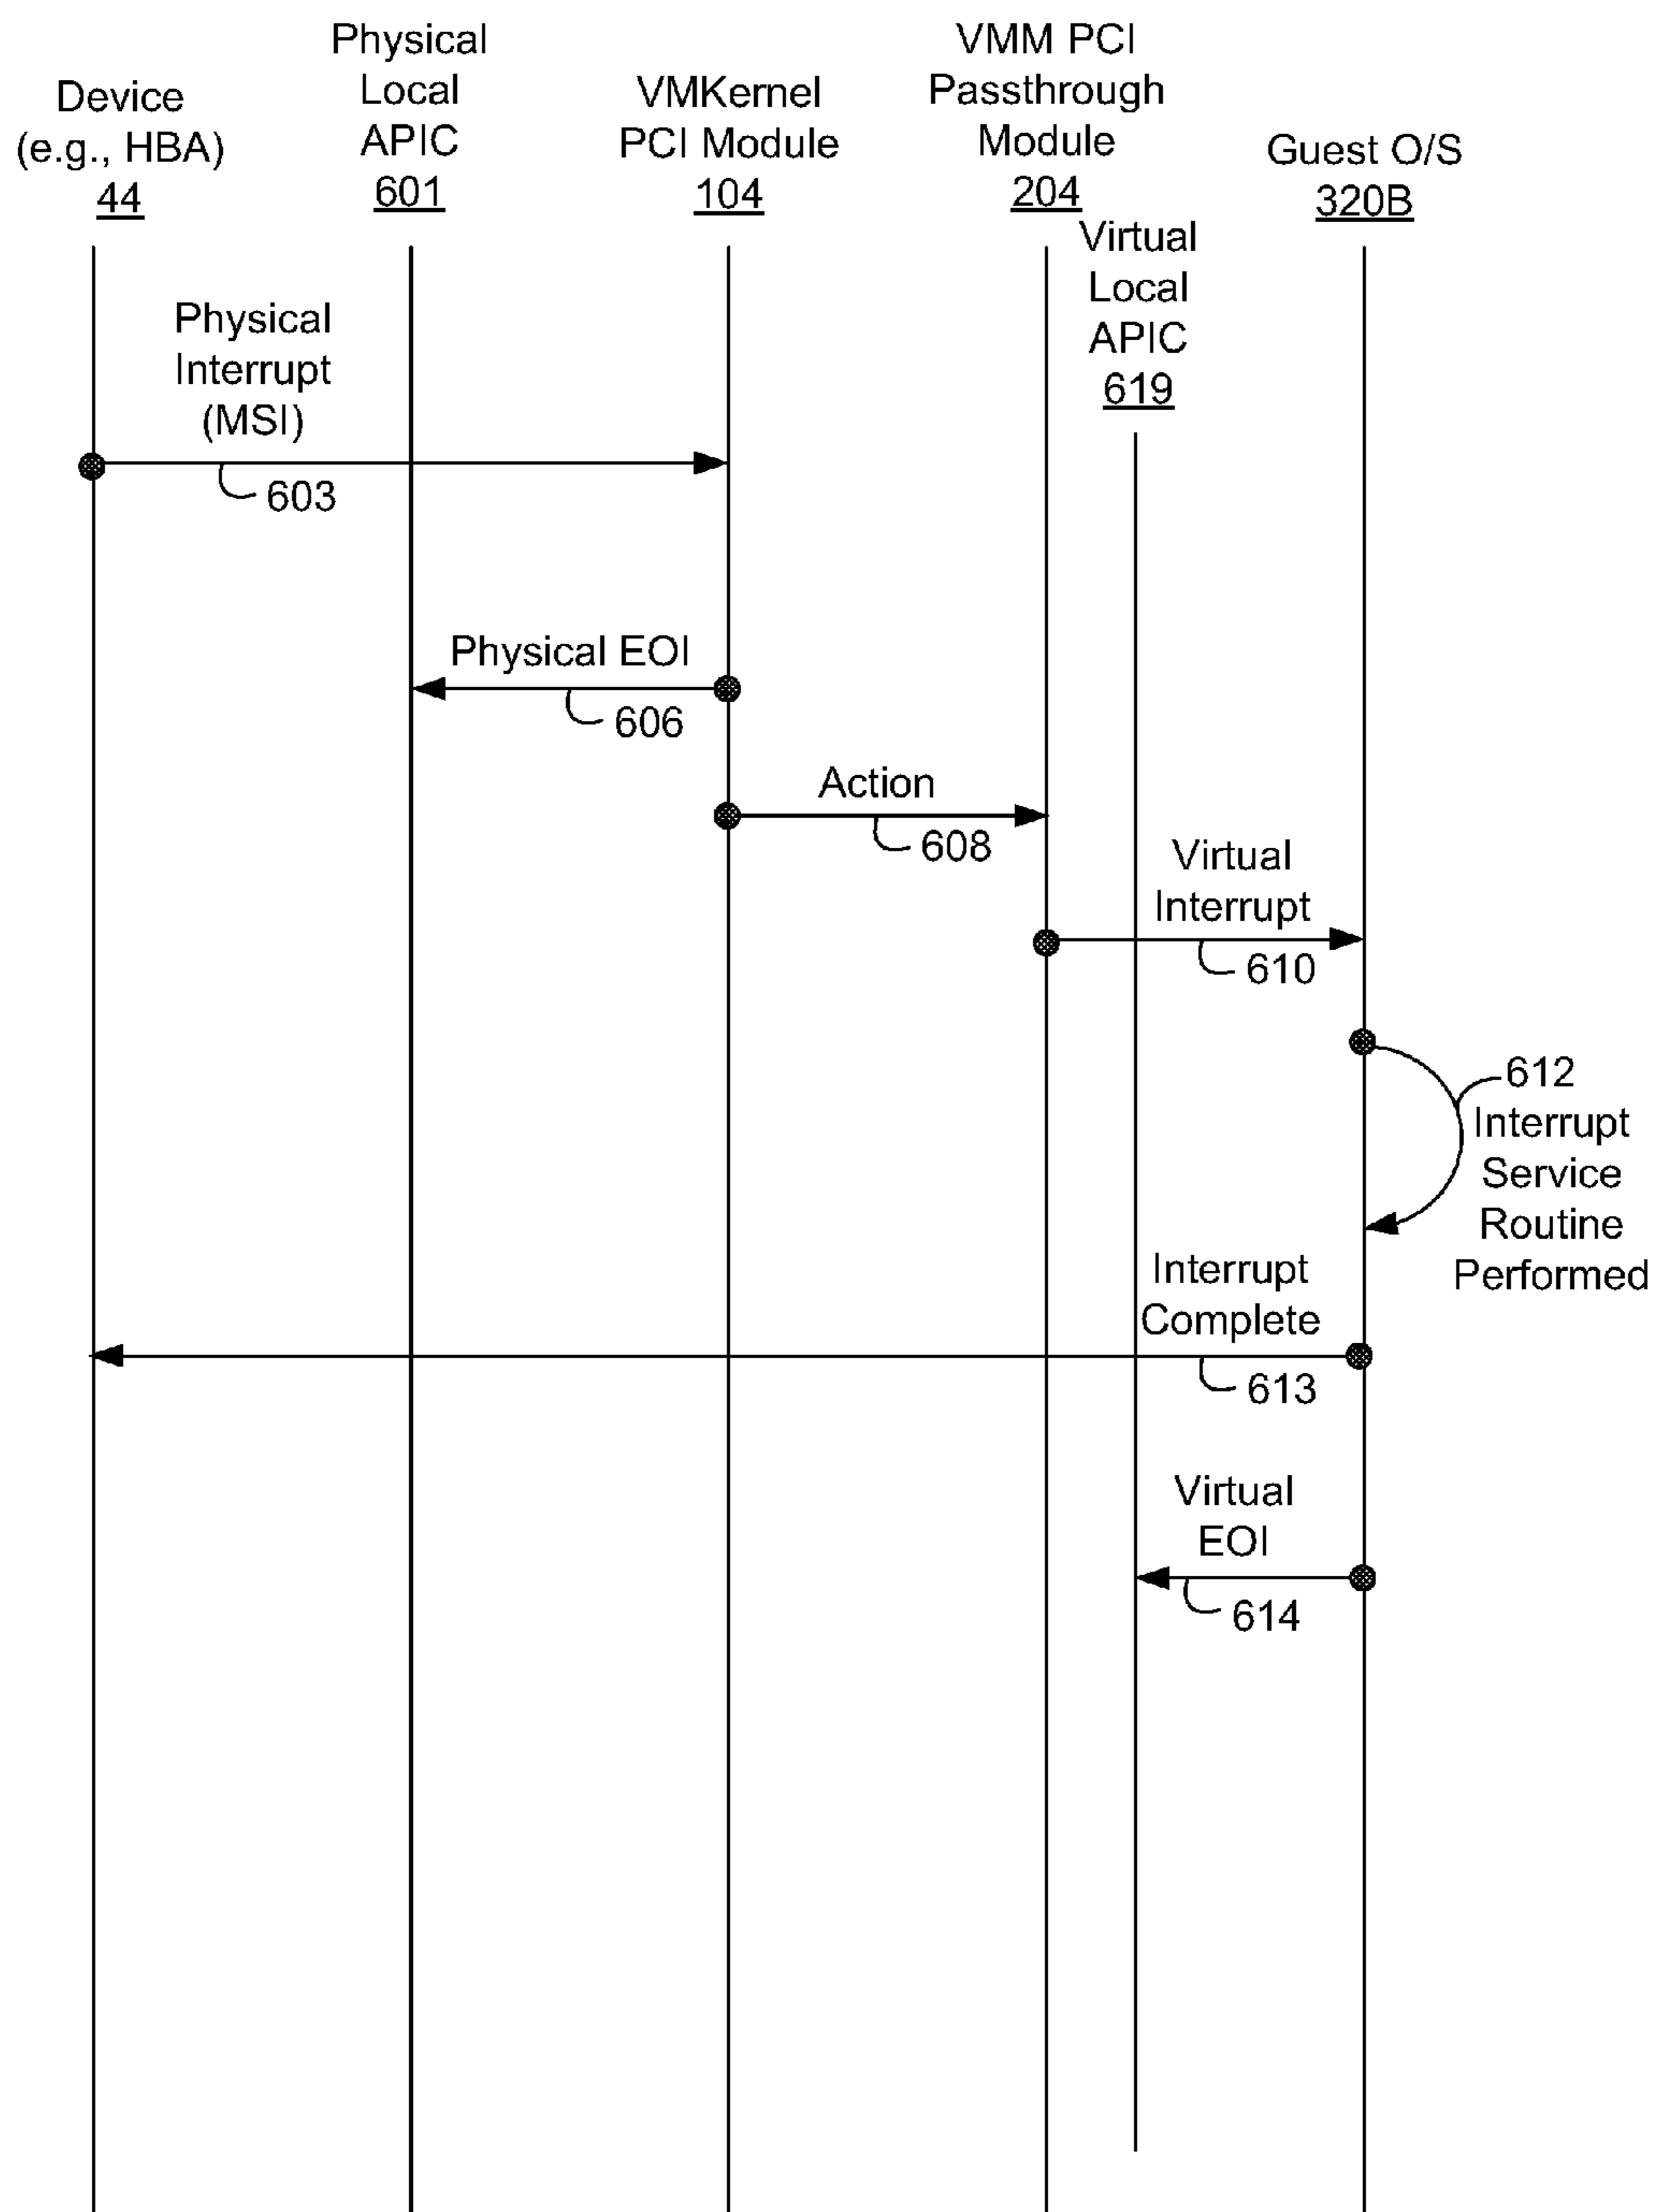 Device
(e.g., HBA)
44
Physical
Local
APIC
601
VMKernel
PCI Module
104
VMM PCI
Passthrough
Module
204
Guest O/S
320B
Virtual
Local
APIC
619
Physical
Interrupt
(MSI)
603
Physical EOI
606
Action
608
Virtual
Interrupt
610
612
Interrupt
Service
Routine
Performed
Interrupt
Complete
613
Virtual
EOI
614